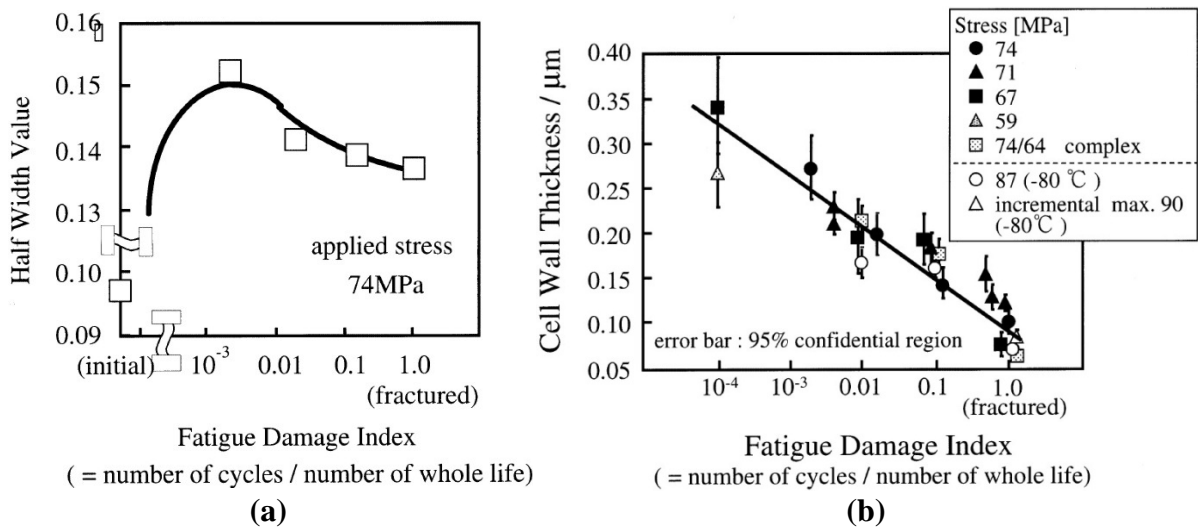 0.16
0.15
0.14
0.13
0.10
0.09
Half Width Value
applied stress
74MPa
(initial)
10-3
0.01
0.1
1.0
(fractured)
Fatigue Damage Index
( = number of cycles / number of whole life)
(a)
0.40
0.35
0.30
0.25
0.20
0.15
0.10
0.05
Cell Wall Thickness / μm
Stress [MPa]
74
71
67
59
74/64 complex
87 (-80 ℃)
incremental max. 90
(-80℃)
error bar : 95% confidential region
10-4
10-3
0.01
0.1
1.0
(fractured)
Fatigue Damage Index
( = number of cycles / number of whole life)
(b)